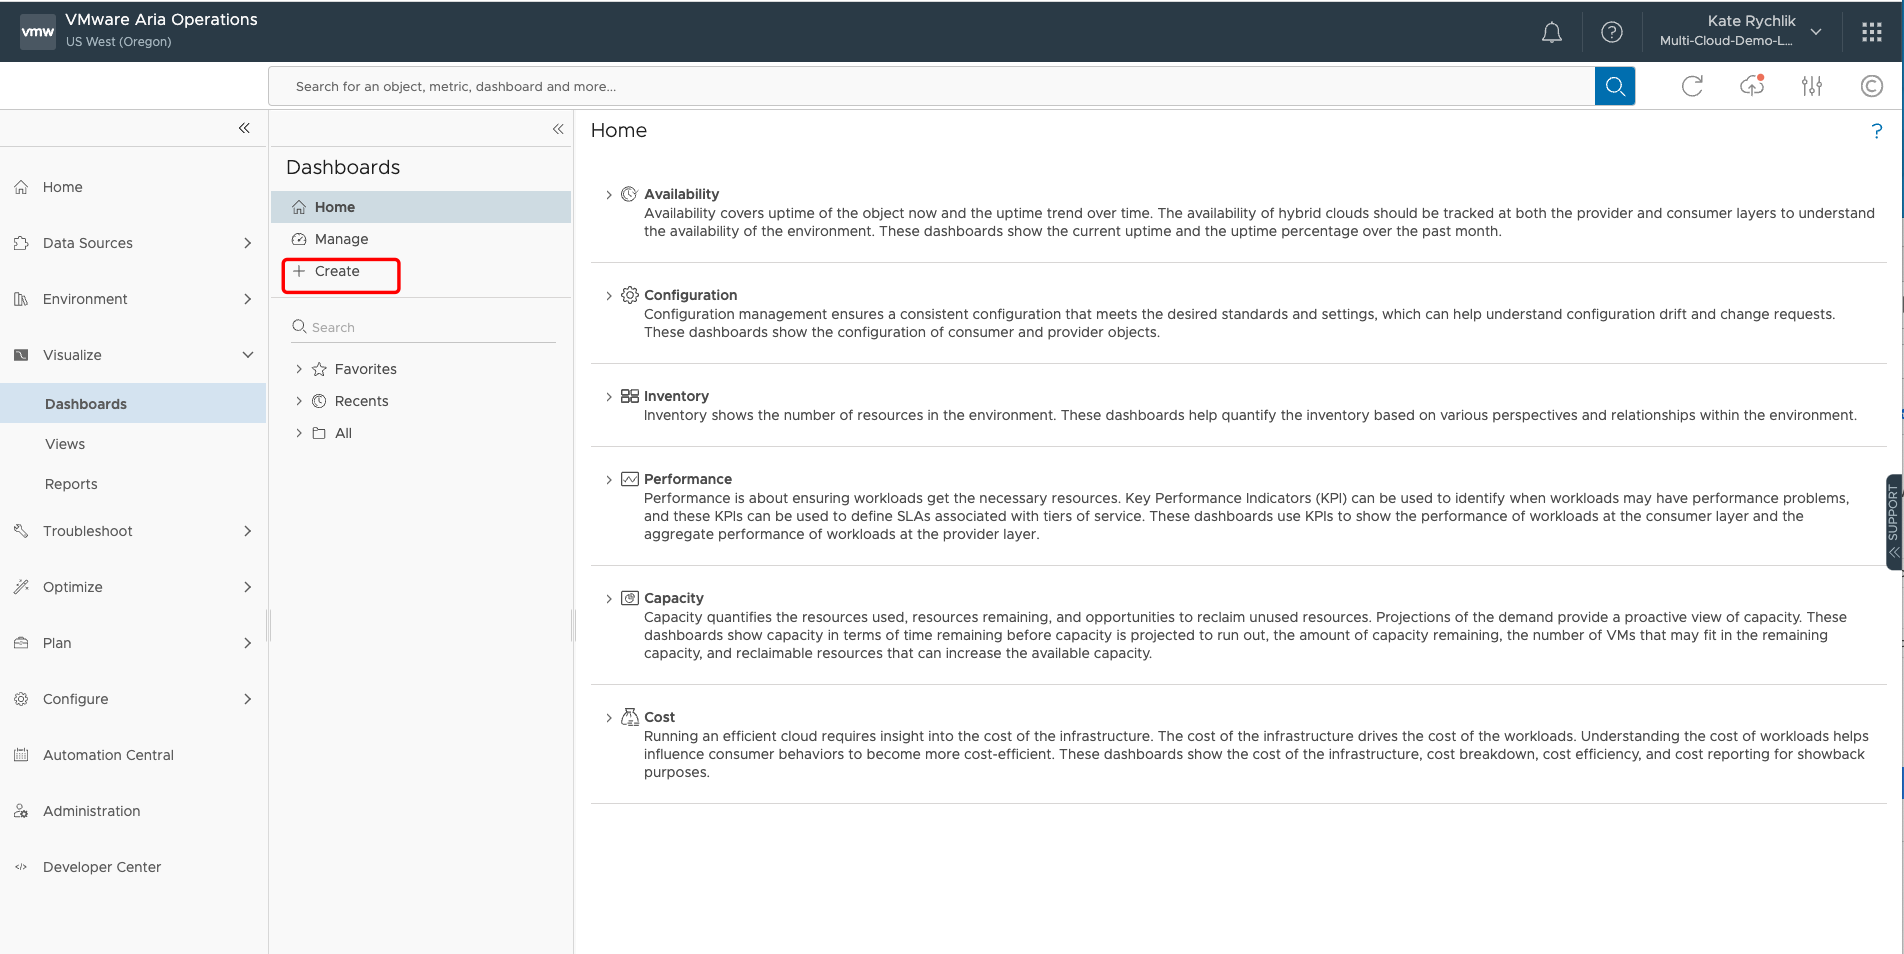 vmw
VMware Aria Operations
US West (Oregon)
Kate Rychlik
Multi-Cloud-Demo-L...
Search for an object, metric, dashboard and more...
Home
Data Sources
Environment
Visualize
Dashboards
Views
Reports
Troubleshoot
Optimize
Plan
Configure
Automation Central
Administration
Developer Center
Dashboards
Home
Manage
Create
Search
Favorites
Recents
All
Home
?
Availability
Availability covers uptime of the object now and the uptime trend over time. The availability of hybrid clouds should be tracked at both the provider and consumer layers to understand
the availability of the environment. These dashboards show the current uptime and the uptime percentage over the past month.
Configuration
Configuration management ensures a consistent configuration that meets the desired standards and settings, which can help understand configuration drift and change requests.
These dashboards show the configuration of consumer and provider objects.
Inventory
Inventory shows the number of resources in the environment. These dashboards help quantify the inventory based on various perspectives and relationships within the environment.
Performance
Performance is about ensuring workloads get the necessary resources. Key Performance Indicators (KPI) can be used to identify when workloads may have performance problems,
and these KPIs can be used to define SLAs associated with tiers of service. These dashboards use KPIs to show the performance of workloads at the consumer layer and the
aggregate performance of workloads at the provider layer.
Capacity
Capacity quantifies the resources used, resources remaining, and opportunities to reclaim unused resources. Projections of the demand provide a proactive view of capacity. These
dashboards show capacity in terms of time remaining before capacity is projected to run out, the amount of capacity remaining, the number of VMs that may fit in the remaining
capacity, and reclaimable resources that can increase the available capacity.
Cost
Running an efficient cloud requires insight into the cost of the infrastructure. The cost of the infrastructure drives the cost of the workloads. Understanding the cost of workloads helps
influence consumer behaviors to become more cost-efficient. These dashboards show the cost of the infrastructure, cost breakdown, cost efficiency, and cost reporting for showback
purposes.
SUPPORT